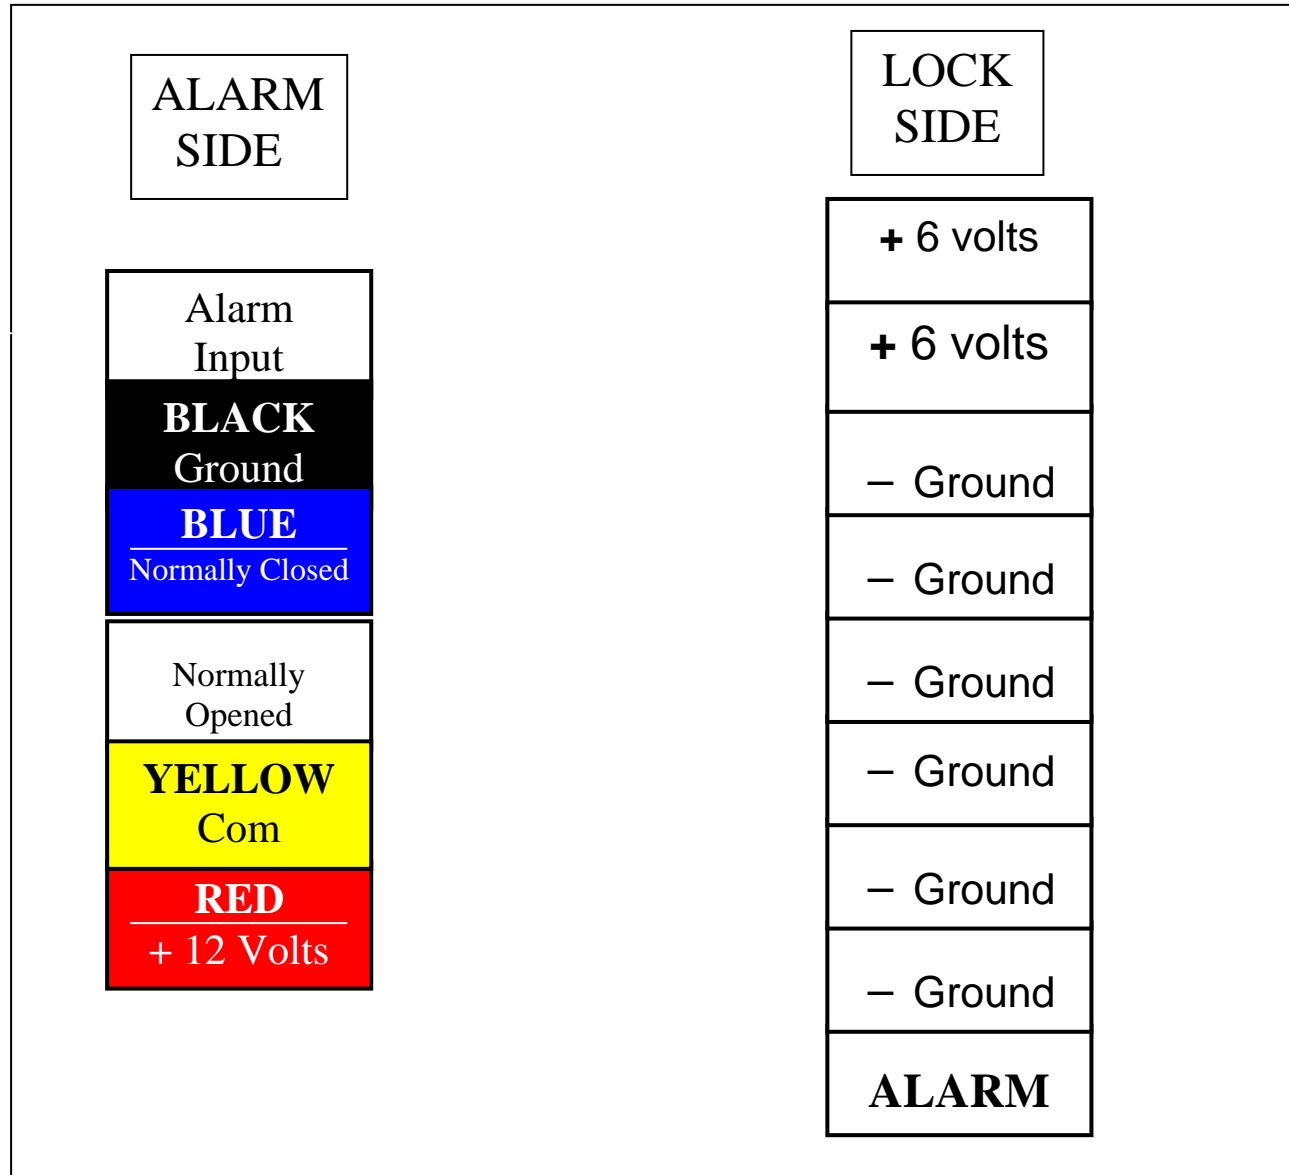 ALARM
SIDE
Alarm
Input
BLACK
Ground
BLUE
Normally Closed
Normally
Opened
YELLOW
Com
RED
+ 12 Volts
LOCK
SIDE
+ 6 volts
+ 6 volts
– Ground
– Ground
– Ground
– Ground
– Ground
– Ground
ALARM